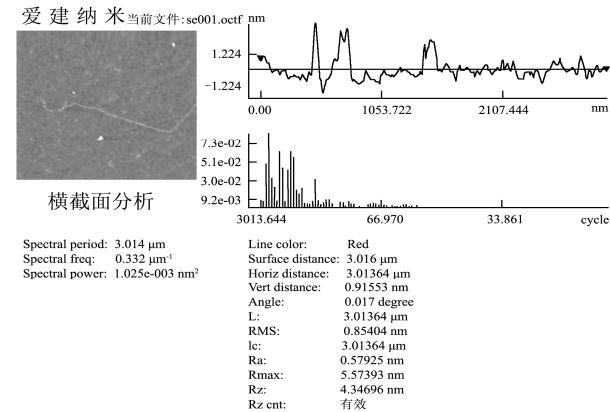 爱建纳米 当前文件:se001.octf
nm
1.224
−1.224
0.00 1053.722 2107.444 nm
7.3e-02
5.1e-02
3.0e-02
9.2e-03
3013.644 66.970 33.861 cycle
横截面分析
Spectral period: 3.014 μm
Spectral freq: 0.332 μm⁻¹
Spectral power: 1.025e-003 nm²
Line color: Red
Surface distance: 3.016 μm
Horiz distance: 3.01364 μm
Vert distance: 0.91553 nm
Angle: 0.017 degree
L: 3.01364 μm
RMS: 0.85404 nm
lc: 3.01364 μm
Ra: 0.57925 nm
Rmax: 5.57393 nm
Rz: 4.34696 nm
Rz cnt: 有效